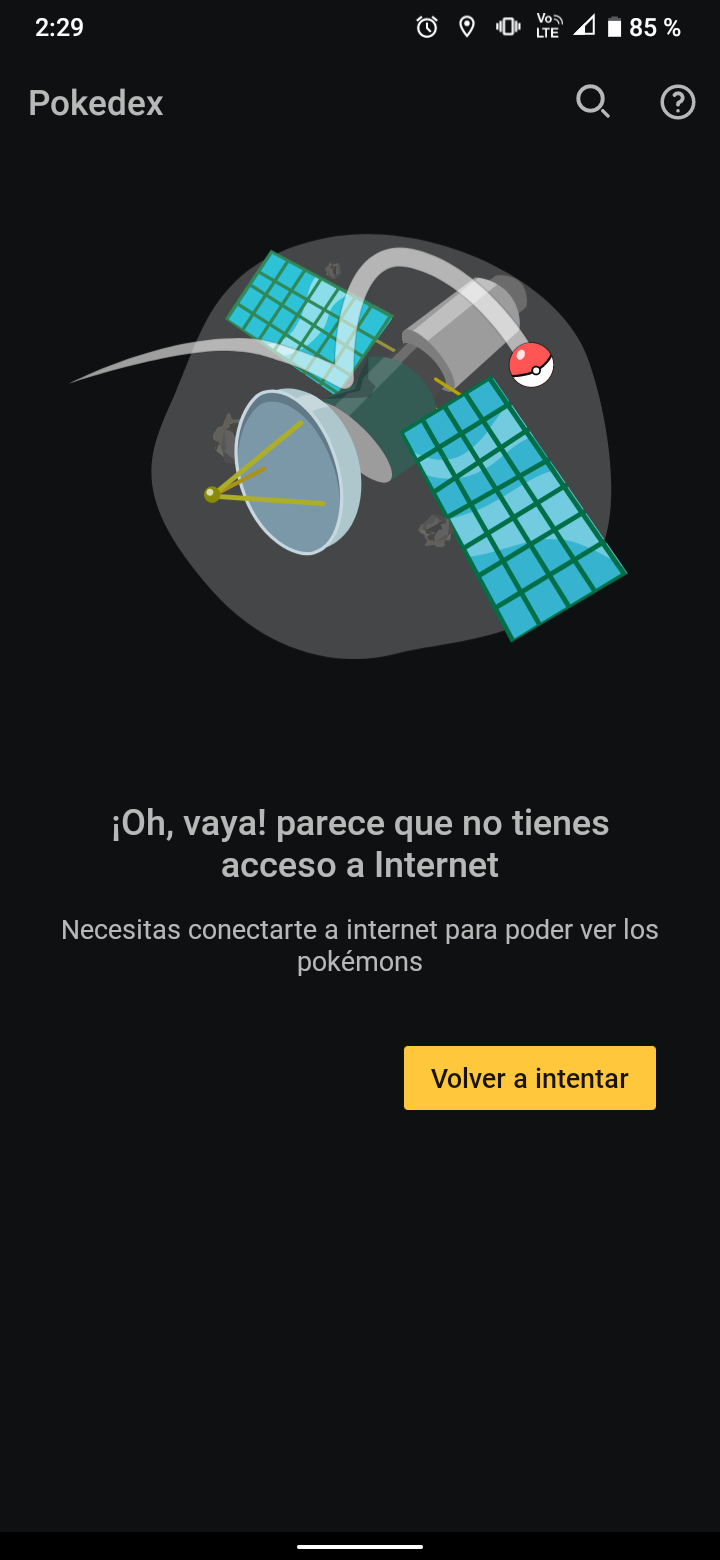 2:29
Vo
LTE
85 %
Pokedex
¡Oh, vaya! parece que no tienes
acceso a Internet
Necesitas conectarte a internet para poder ver los
pokémons
Volver a intentar